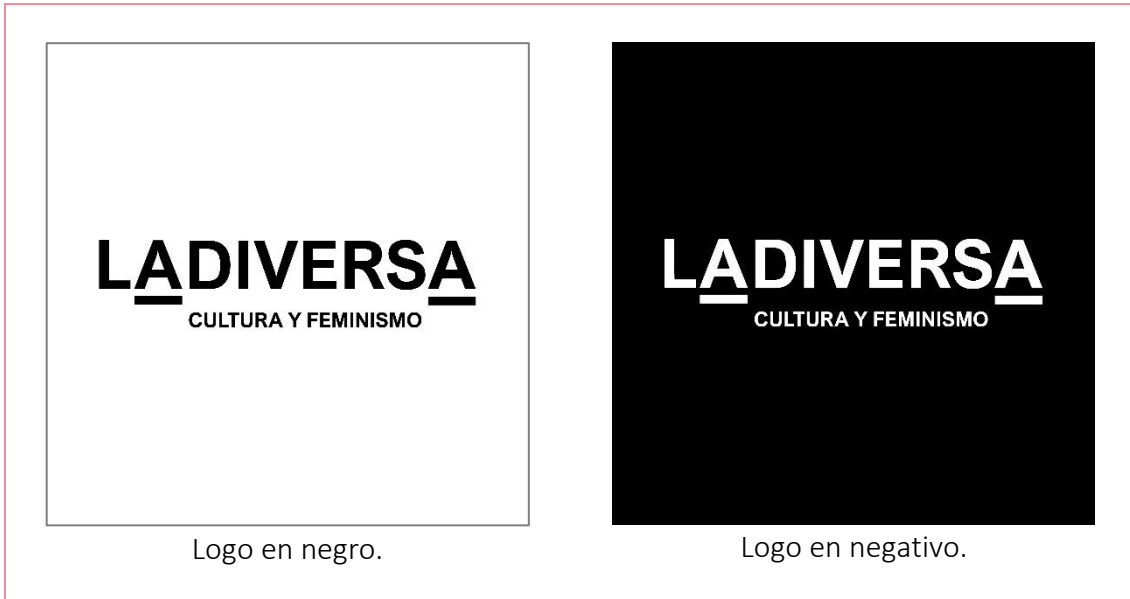 LADIVERSA
CULTURA Y FEMINISMO
Logo en negro.
LADIVERSA
CULTURA Y FEMINISMO
Logo en negativo.